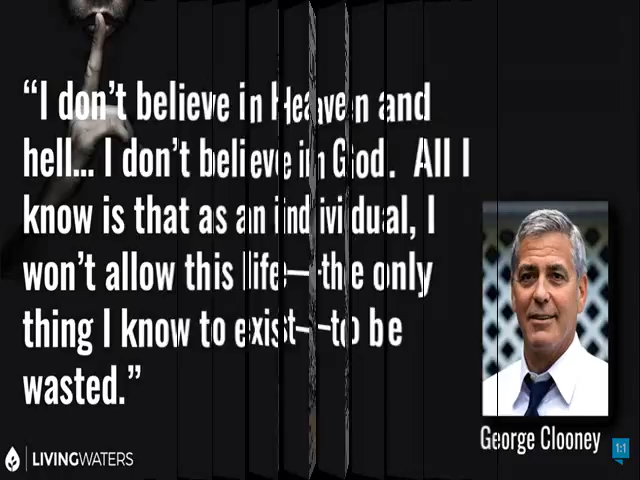 “I don’t believe in Heaven and
hell... I don’t believe in God. All I
know is that as an individual, I
won’t allow this life—the only
thing I know to exist—to be
wasted.”
George Clooney
LIVINGWATERS
1:1